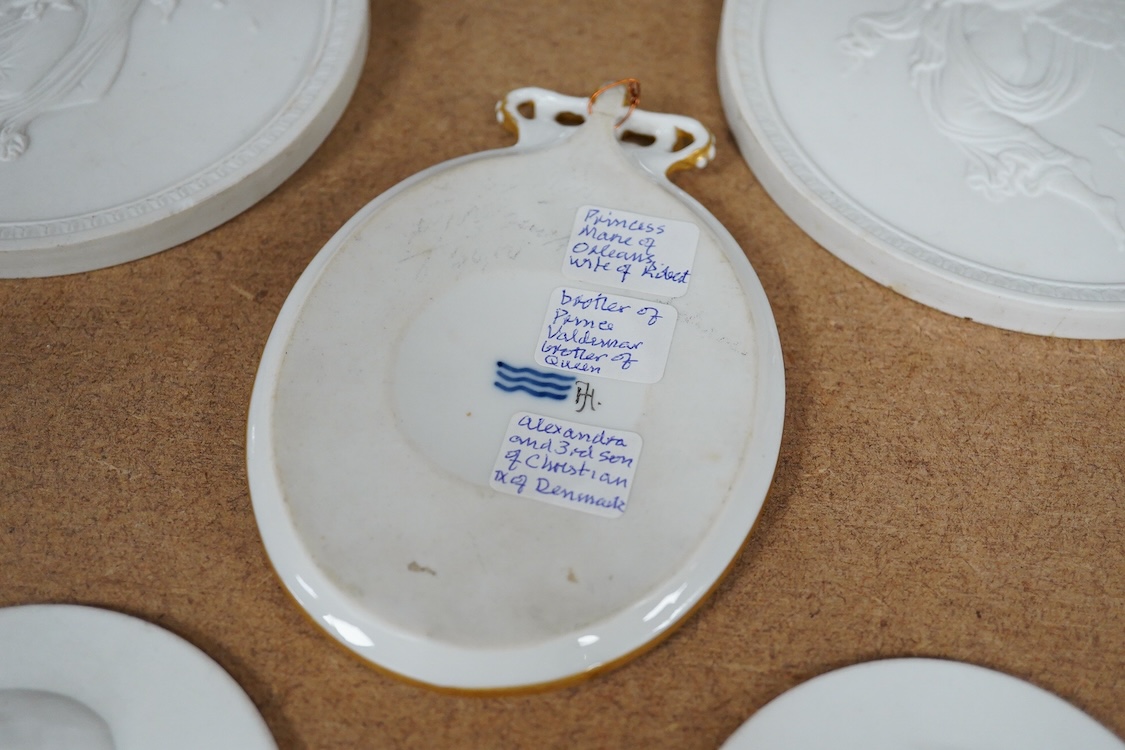 Princess
Marie of
Orleans,
wife of Robert
brother of
Prince
Valdemar
brother of
Queen
JH.
Alexandra
and 3rd son
of Christian
IX of Denmark